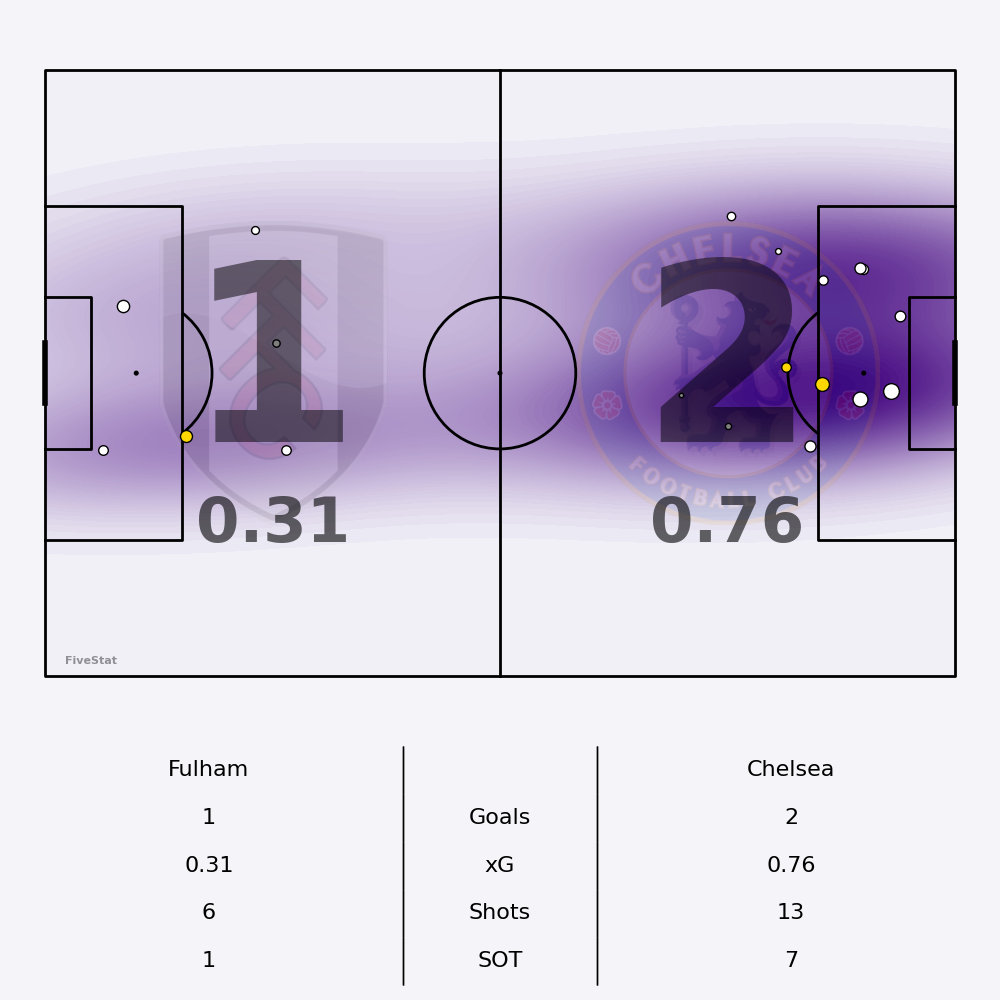 1
2
CHELSEA
FOOTBALL CLUB
0.31
0.76
FiveStat
Fulham Chelsea
1 Goals 2
0.31 xG 0.76
6 Shots 13
1 SOT 7